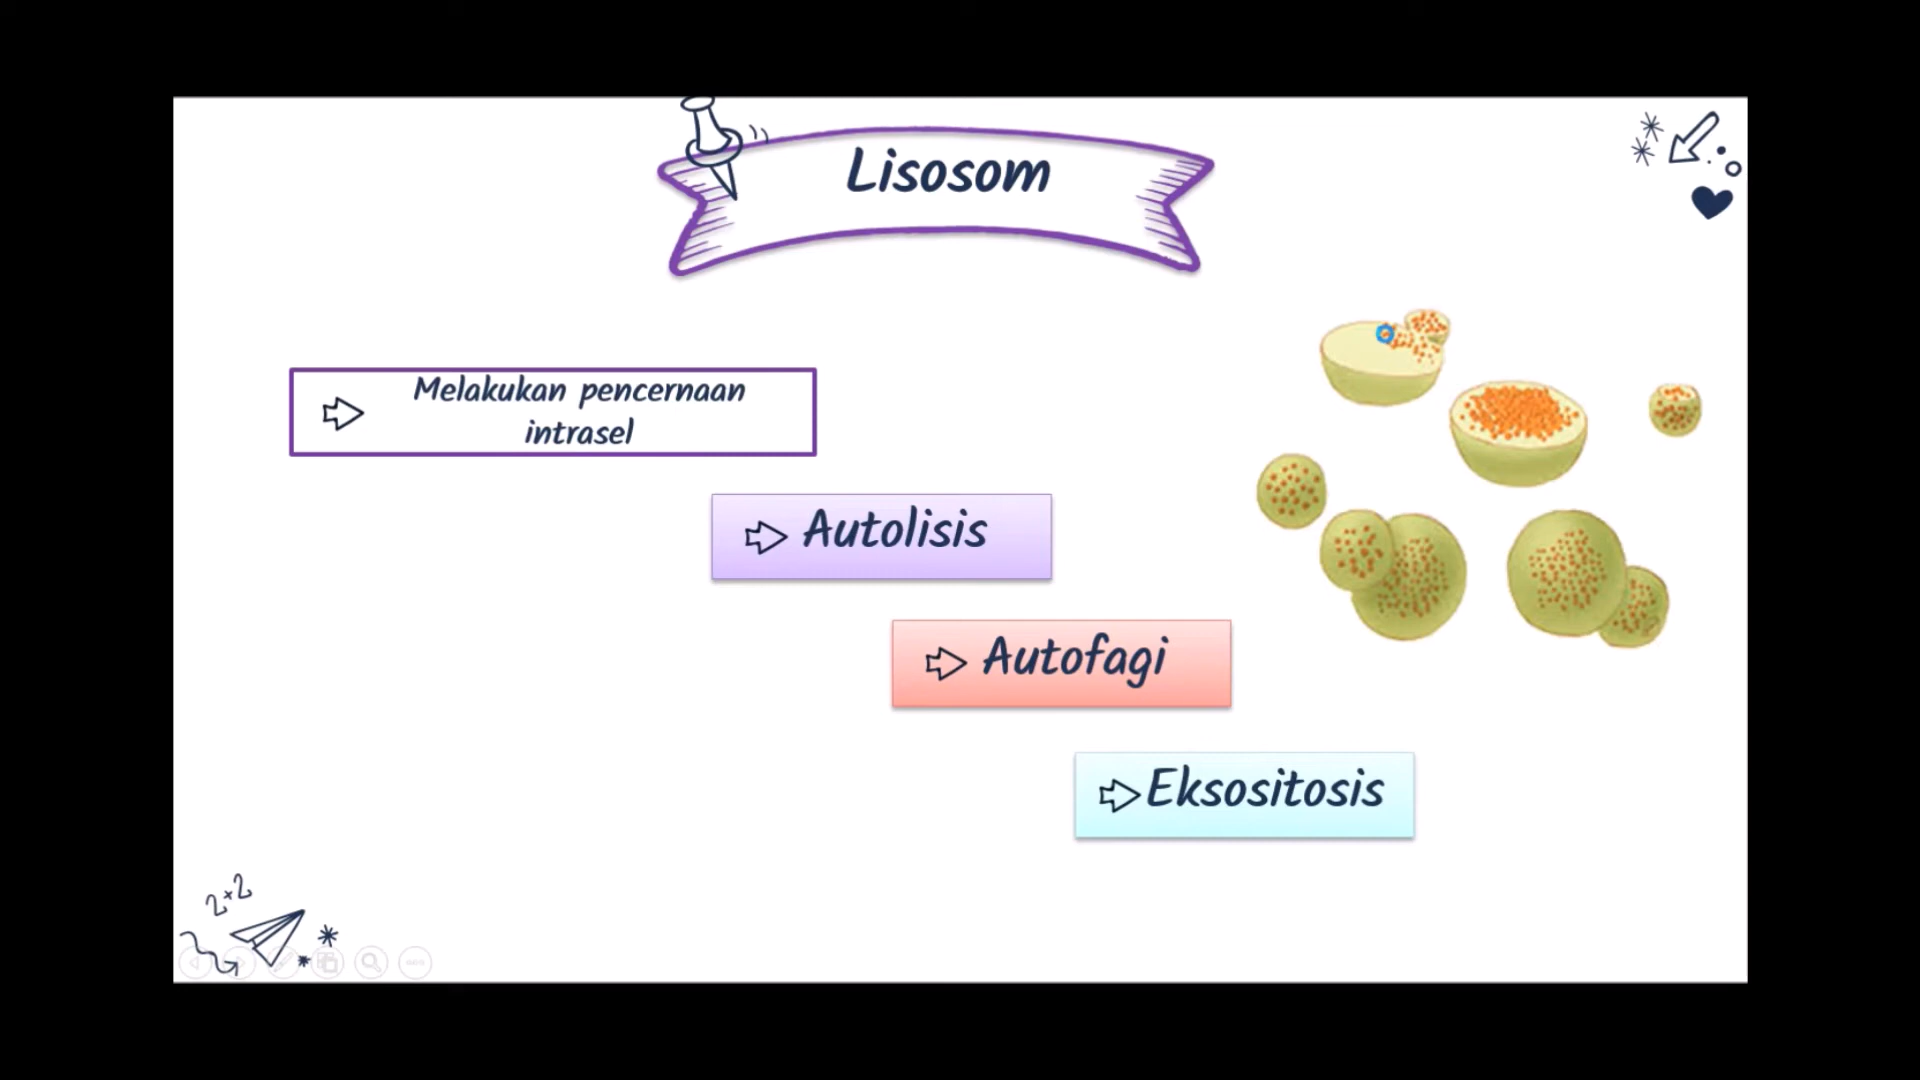 Lisosom
Melakukan pencernaan
intrasel
Autolisis
Autofagi
Eksositosis
2×2